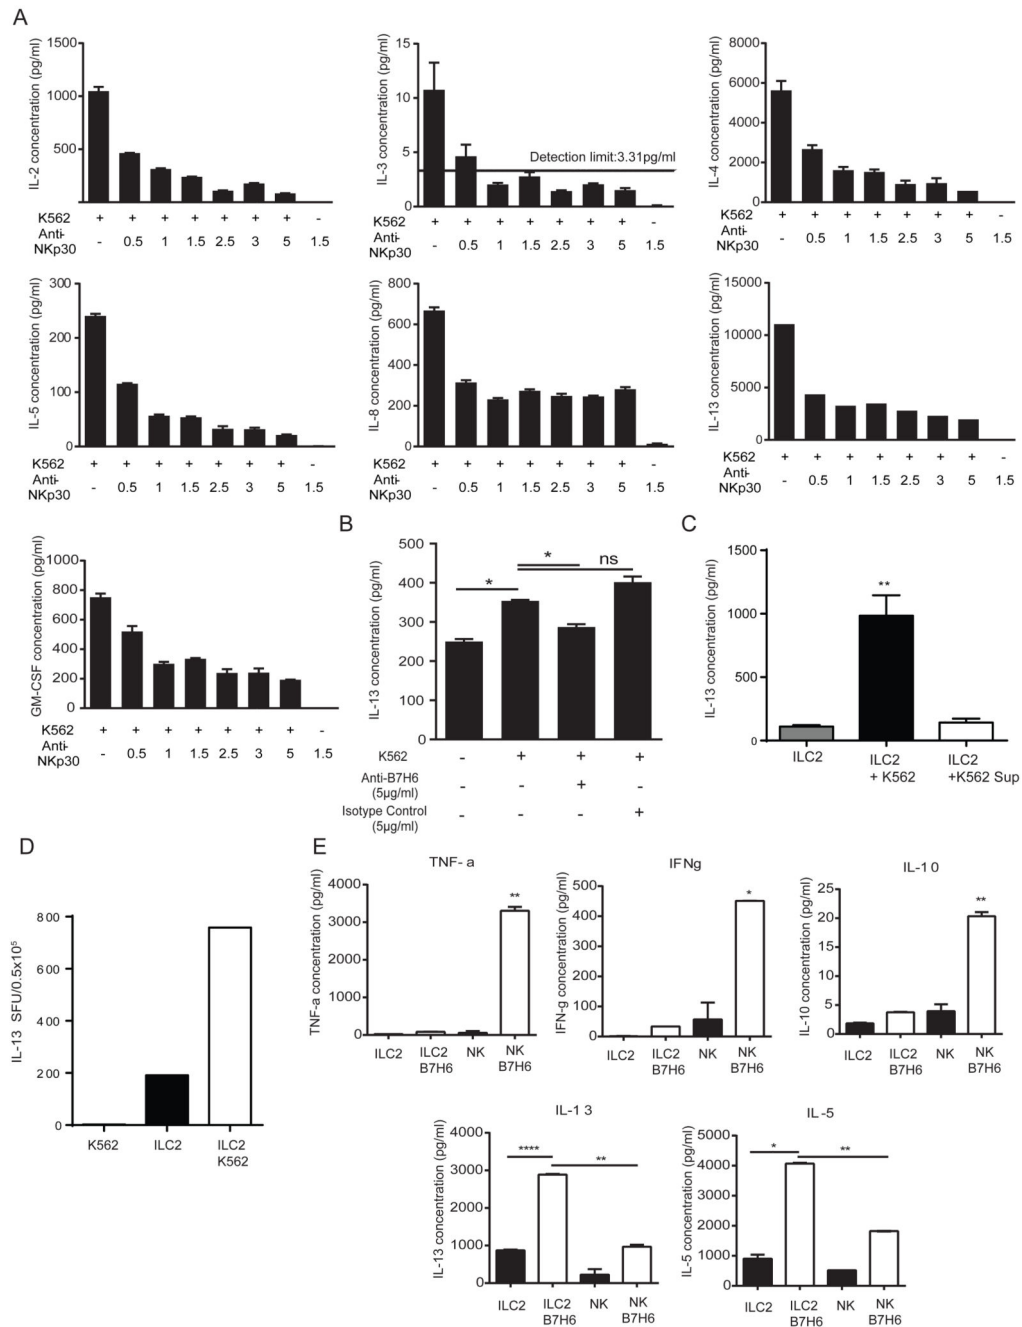 A
IL-2 concentration (pg/ml)
1500
1000
500
K562 + + + + + + + -
Anti-NKp30 - 0.5 1 1.5 2.5 3 5 1.5
IL-3 concentration (pg/ml)
15
10
5
0
Detection limit:3.31pg/ml
K562 + + + + + + + -
Anti-NKp30 - 0.5 1 1.5 2.5 3 5 1.5
IL-4 concentration (pg/ml)
8000
6000
4000
2000
0
K562 + + + + + + + -
Anti-NKp30 - 0.5 1 1.5 2.5 3 5 1.5
IL-5 concentration (pg/ml)
300
200
100
0
K562 + + + + + + + -
Anti-NKp30 - 0.5 1 1.5 2.5 3 5 1.5
IL-8 concentration (pg/ml)
800
600
400
200
0
K562 + + + + + + + -
Anti-NKp30 - 0.5 1 1.5 2.5 3 5 1.5
IL-13 concentration (pg/ml)
15000
10000
5000
0
K562 + + + + + + + -
Anti-NKp30 - 0.5 1 1.5 2.5 3 5 1.5
GM-CSF concentration (pg/ml)
1000
800
600
400
200
0
K562 + + + + + + + -
Anti-NKp30 - 0.5 1 1.5 2.5 3 5 1.5
B
IL-13 concentration (pg/ml)
500
400
300
200
100
0
*
*
ns
K562 - + + +
Anti-B7H6 - - + -
(5µg/ml)
Isotype Control - - - +
(5µg/ml)
C
IL-13 concentration (pg/ml)
1500
1000
500
0
**
ILC2
ILC2
+ K562
ILC2
+K562 Sup
D
IL-13 SFU/0.5x10⁵
800
600
400
200
0
K562
ILC2
ILC2
K562
E
TNF- a
TNF-a concentration (pg/ml)
4000
3000
2000
1000
0
**
ILC2
ILC2
B7H6
NK
NK
B7H6
IFNg
IFN-g concentration (pg/ml)
500
400
300
200
100
0
*
ILC2
ILC2
B7H6
NK
NK
B7H6
IL-10
IL-10 concentration (pg/ml)
25
20
15
10
5
0
**
ILC2
ILC2
B7H6
NK
NK
B7H6
IL-13
IL-13 concentration (pg/ml)
4000
3000
2000
1000
0
****
**
ILC2
ILC2
B7H6
NK
NK
B7H6
IL-5
IL-5 concentration (pg/ml)
5000
4000
3000
2000
1000
0
*
**
ILC2
ILC2
B7H6
NK
NK
B7H6